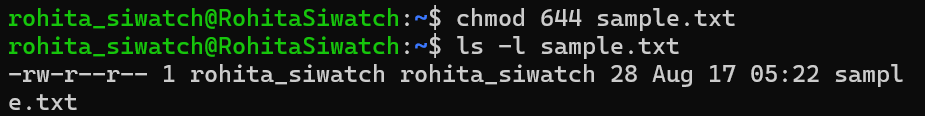 rohita_siwatch@RohitaSiwatch:~$ chmod 644 sample.txt
rohita_siwatch@RohitaSiwatch:~$ ls -l sample.txt
-rw-r--r-- 1 rohita_siwatch rohita_siwatch 28 Aug 17 05:22 sampl
e.txt